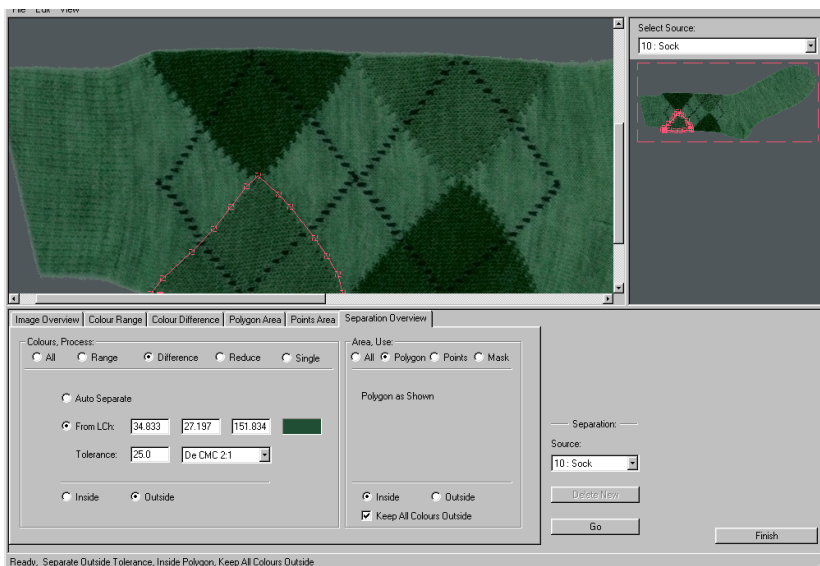 File Edit View
Select Source:
10 : Sock
Image Overview Colour Range Colour Difference Polygon Area Points Area Separation Overview
Colours, Process:
All Range Difference Reduce Single
Auto Separate
From LCh: 34.833 27.197 151.834
Tolerance: 25.0 De CMC 2:1
Inside Outside
Area, Use:
All Polygon Points Mask
Polygon as Shown
Inside Outside
Keep All Colours Outside
Separation:
Source:
10 : Sock
Delete New
Go
Finish
Ready, Separate Outside Tolerance, Inside Polygon, Keep All Colours Outside